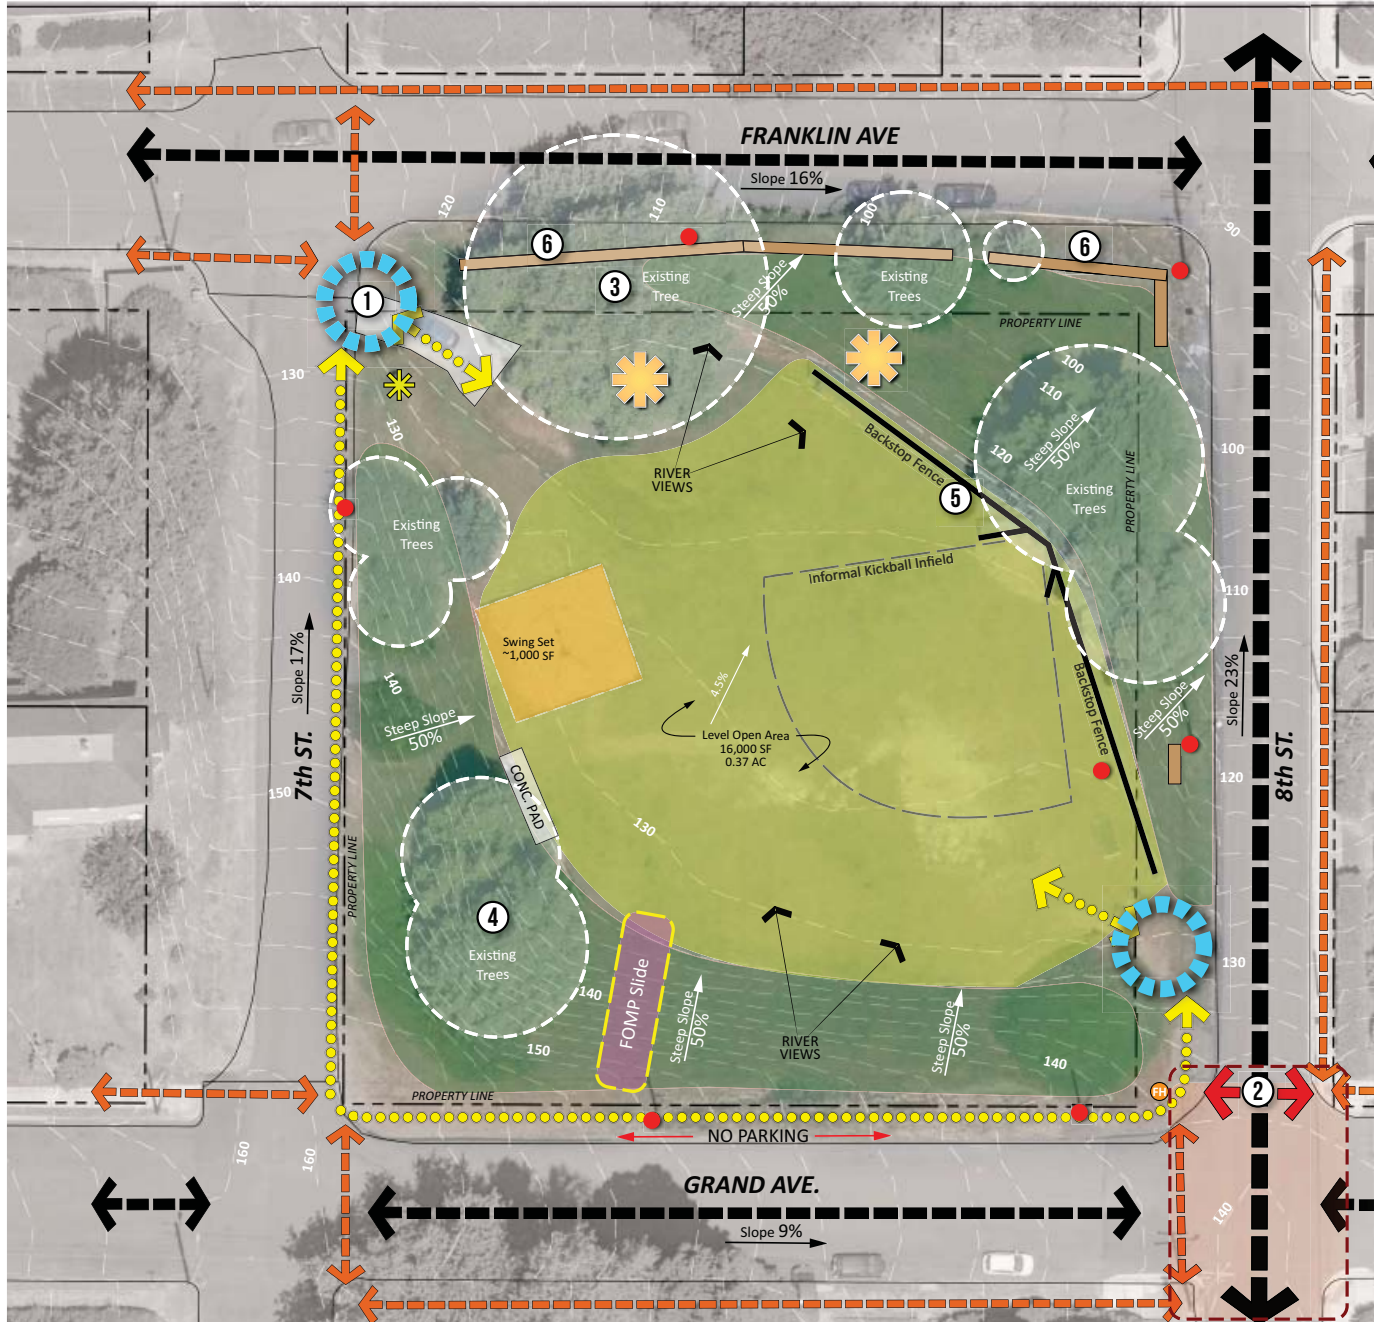 FRANKLIN AVE
Slope 16%
120
110
100
90
6
6
1
3
Existing
Tree
Steep Slope
50%
Existing
Trees
PROPERTY LINE
130
130
100
110
120
Steep Slope
50%
Existing
Trees
PROPERTY LINE
100
RIVER
VIEWS
Backstop Fence
5
Existing
Trees
Informal Kickball Infield
140
110
Swing Set
~1,000 SF
Slope 17%
7th ST.
140
Steep Slope
50%
4.5%
Level Open Area
16,000 SF
0.37 AC
Backstop Fence
Steep Slope
50%
Slope 23%
8th ST.
120
150
CONC. PAD
130
PROPERTY LINE
4
Existing
Trees
FOMP Slide
140
150
Steep Slope
50%
RIVER
VIEWS
Steep Slope
50%
140
130
PROPERTY LINE
FH
2
NO PARKING
160
160
GRAND AVE.
Slope 9%
140